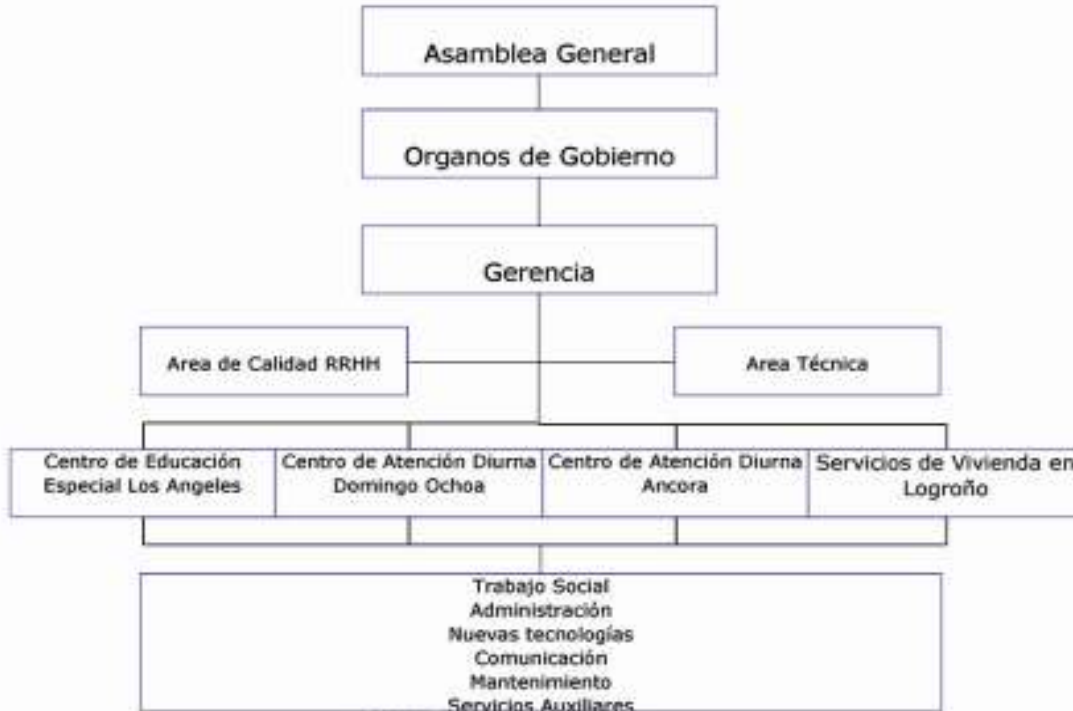 Asamblea General
Organos de Gobierno
Gerencia
Area de Calidad RRHH
Area Técnica
Centro de Educación
Especial Los Angeles
Centro de Atención Diurna
Domingo Ochoa
Centro de Atención Diurna
Ancora
Servicios de Vivienda en
Logroño
Trabajo Social
Administración
Nuevas tecnologías
Comunicación
Mantenimiento
Servicios Auxiliares